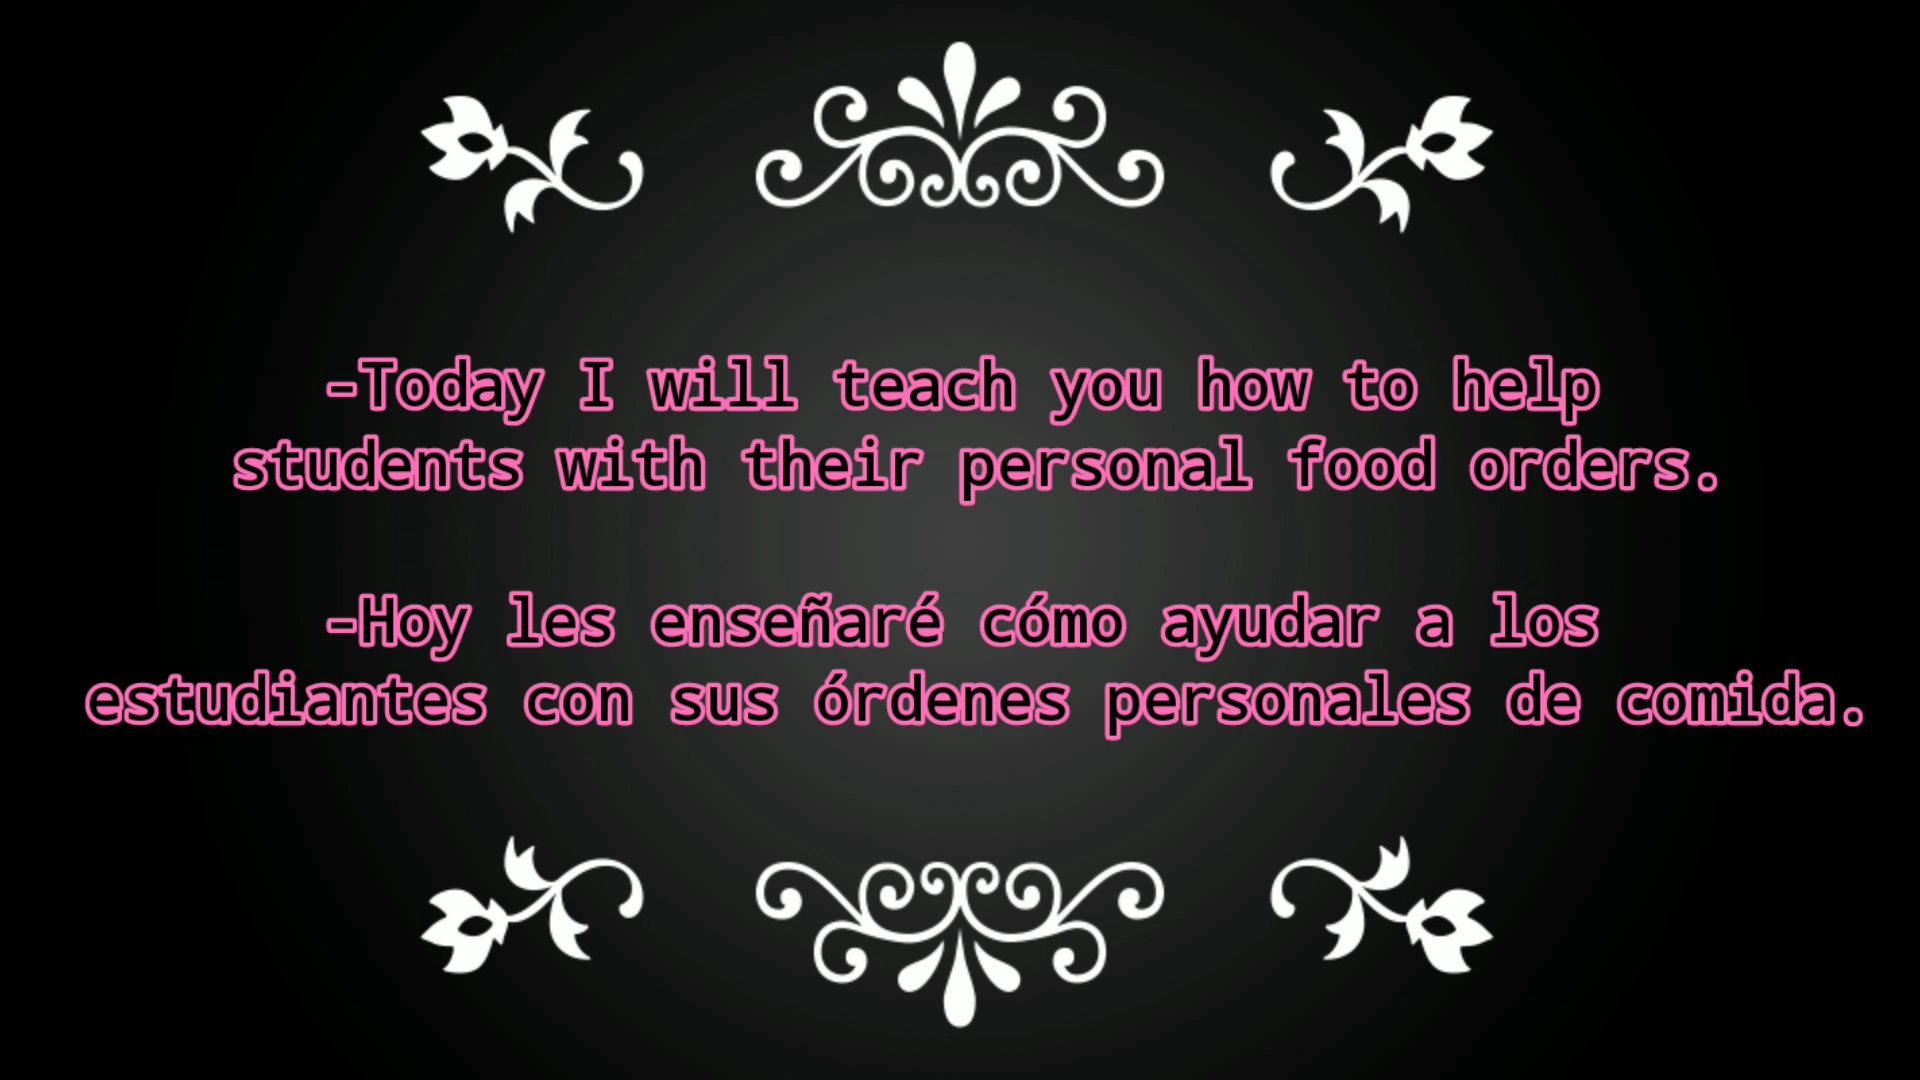 -Today I will teach you how to help
students with their personal food orders.
-Hoy les enseñaré cómo ayudar a los
estudiantes con sus órdenes personales de comida.